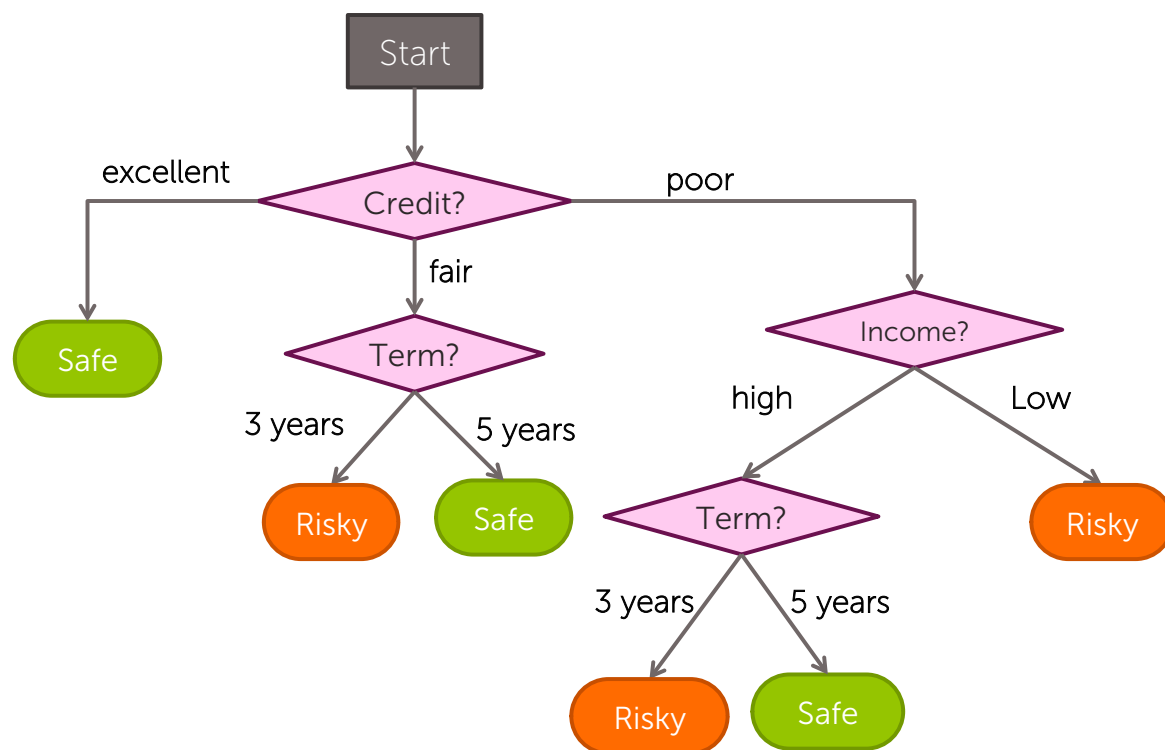 Start
excellent
Credit?
poor
fair
Safe
Term?
Income?
3 years
5 years
high
Low
Risky
Safe
Term?
Risky
3 years
5 years
Risky
Safe